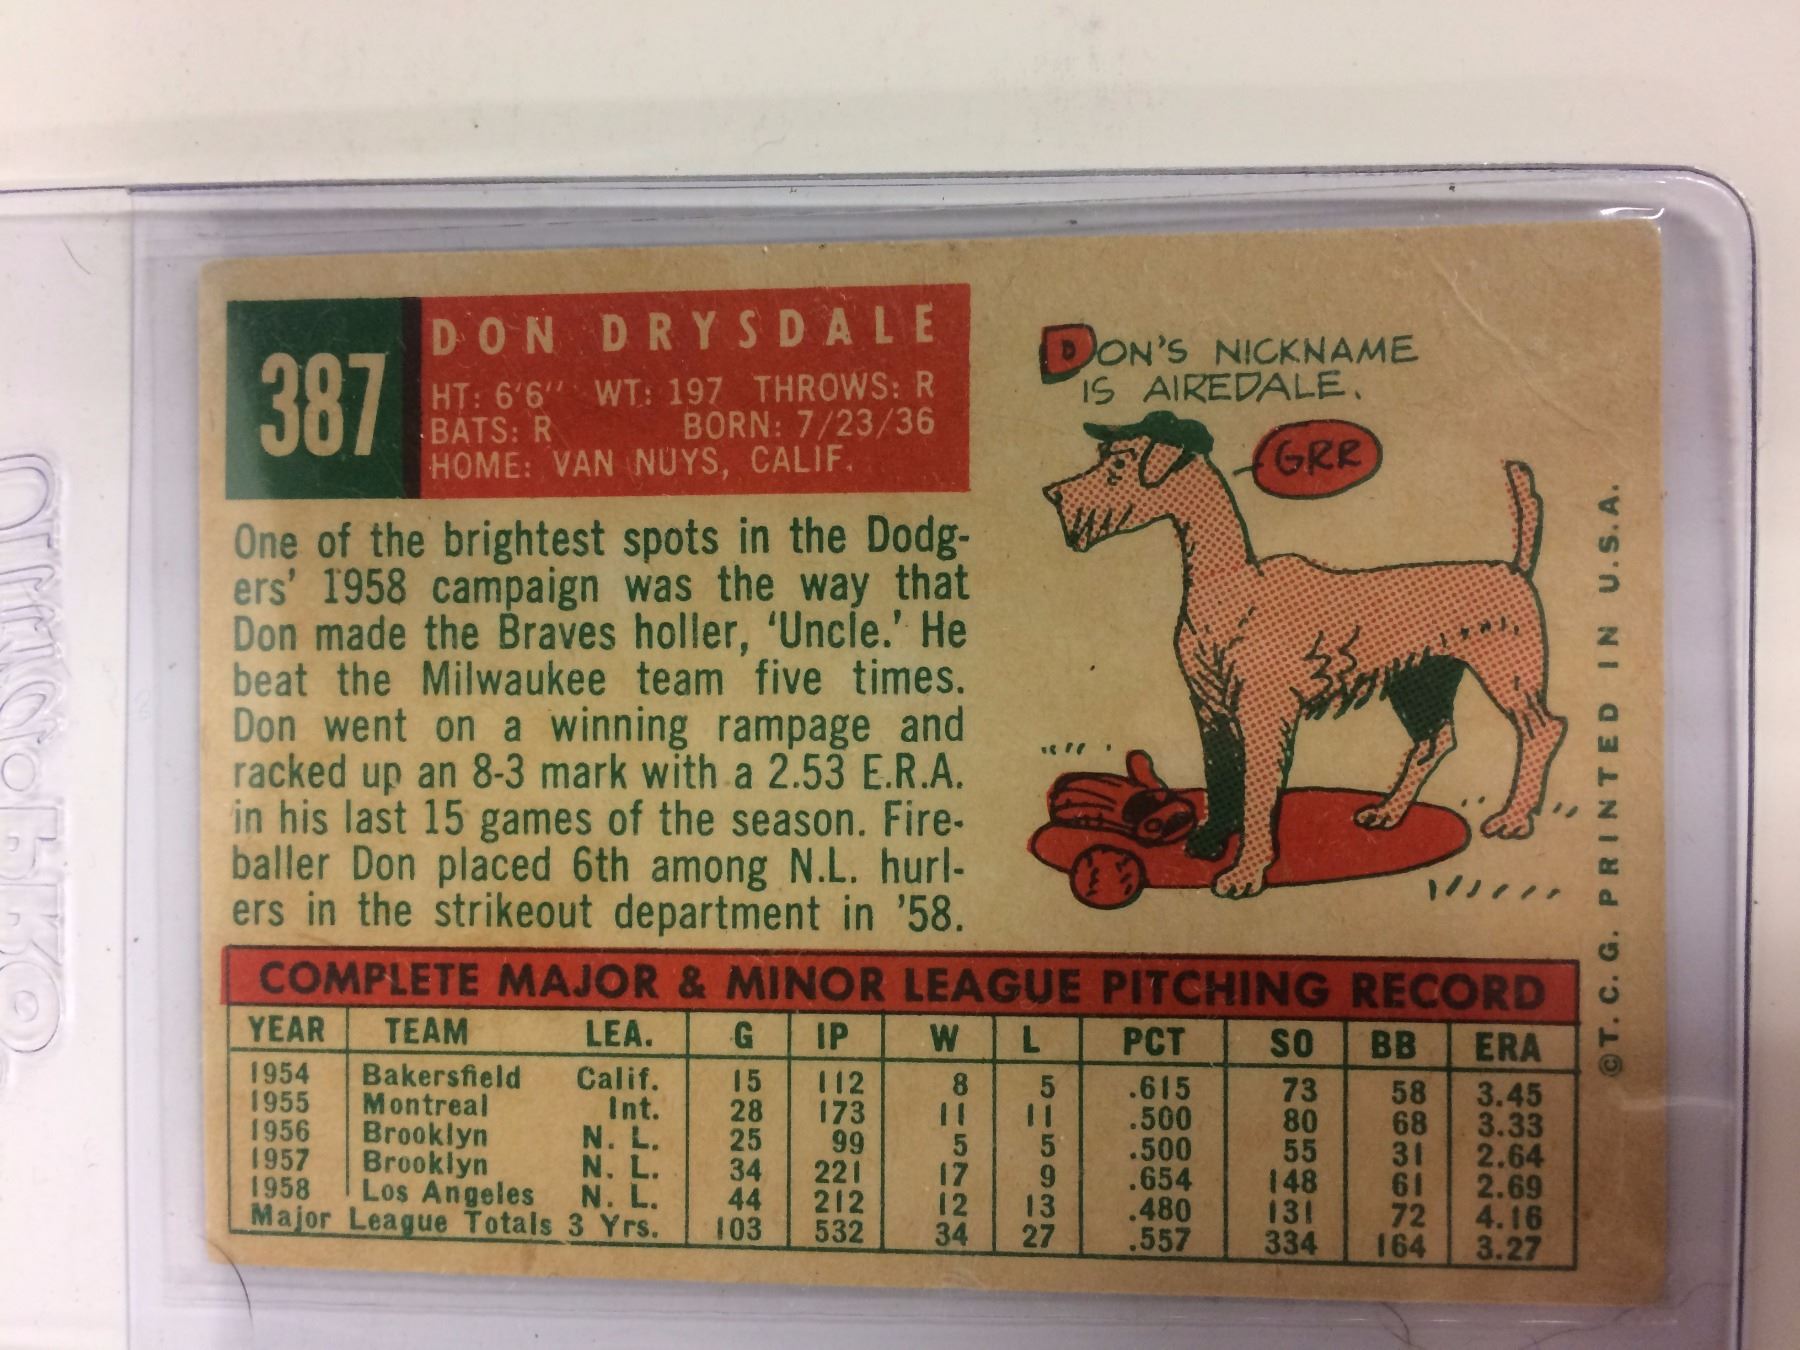 387
DON DRYSDALE
HT: 6'6" WT: 197 THROWS: R
BATS: R BORN: 7/23/36
HOME: VAN NUYS, CALIF.
DON'S NICKNAME
IS AIREDALE.
GRR
One of the brightest spots in the Dodg-
ers' 1958 campaign was the way that
Don made the Braves holler, 'Uncle.' He
beat the Milwaukee team five times.
Don went on a winning rampage and
racked up an 8-3 mark with a 2.53 E.R.A.
in his last 15 games of the season. Fire-
baller Don placed 6th among N.L. hurl-
ers in the strikeout department in '58.
COMPLETE MAJOR & MINOR LEAGUE PITCHING RECORD
YEAR TEAM LEA. G IP W L PCT SO BB ERA
1954 Bakersfield Calif. 15 112 8 5 .615 73 58 3.45
1955 Montreal Int. 28 173 11 11 .500 80 68 3.33
1956 Brooklyn N. L. 25 99 5 5 .500 55 31 2.64
1957 Brooklyn N. L. 34 221 17 9 .654 148 61 2.69
1958 Los Angeles N. L. 44 212 12 13 .480 131 72 4.16
Major League Totals 3 Yrs. 103 532 34 27 .557 334 164 3.27
©T.C.G. PRINTED IN U.S.A.